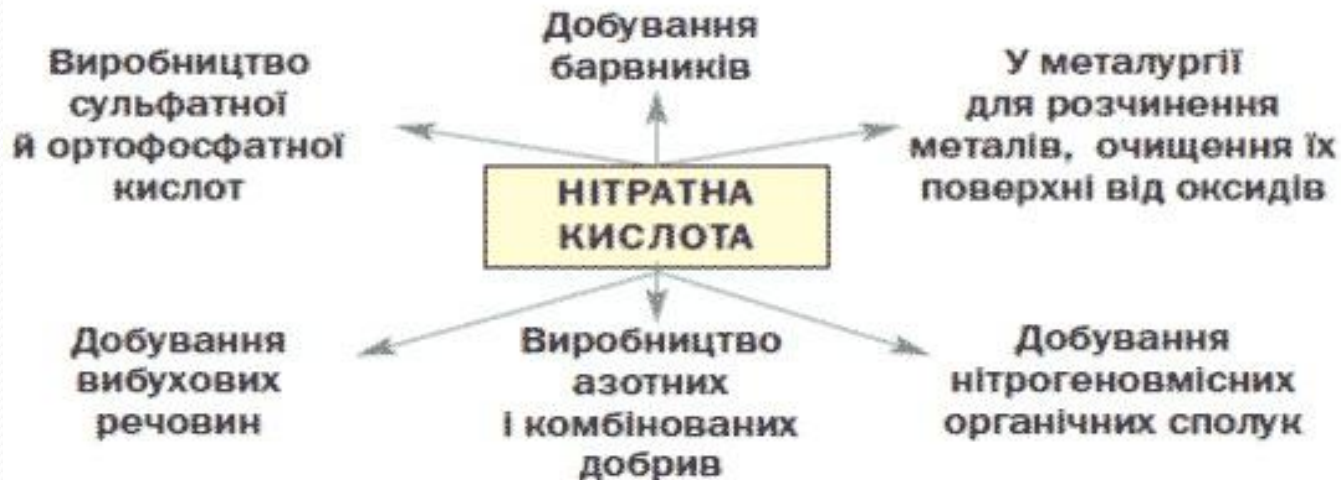 Добування
барвників
Виробництво
сульфатної
й ортофосфатної
кислот
У металургії
для розчинення
металів, очищення їх
поверхні від оксидів
НІТРАТНА
КИСЛОТА
Добування
вибухових
речовин
Виробництво
азотних
і комбінованих
добрив
Добування
нітрогеновмісних
органічних сполук